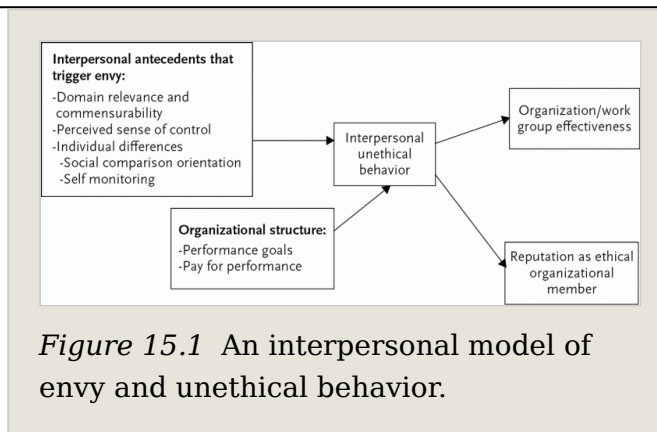 Interpersonal antecedents that
trigger envy:
-Domain relevance and
commensurability
-Perceived sense of control
-Individual differences
-Social comparison orientation
-Self monitoring
Organizational structure:
-Performance goals
-Pay for performance
Interpersonal
unethical
behavior
Organization/work
group effectiveness
Reputation as ethical
organizational
member
Figure 15.1 An interpersonal model of
envy and unethical behavior.